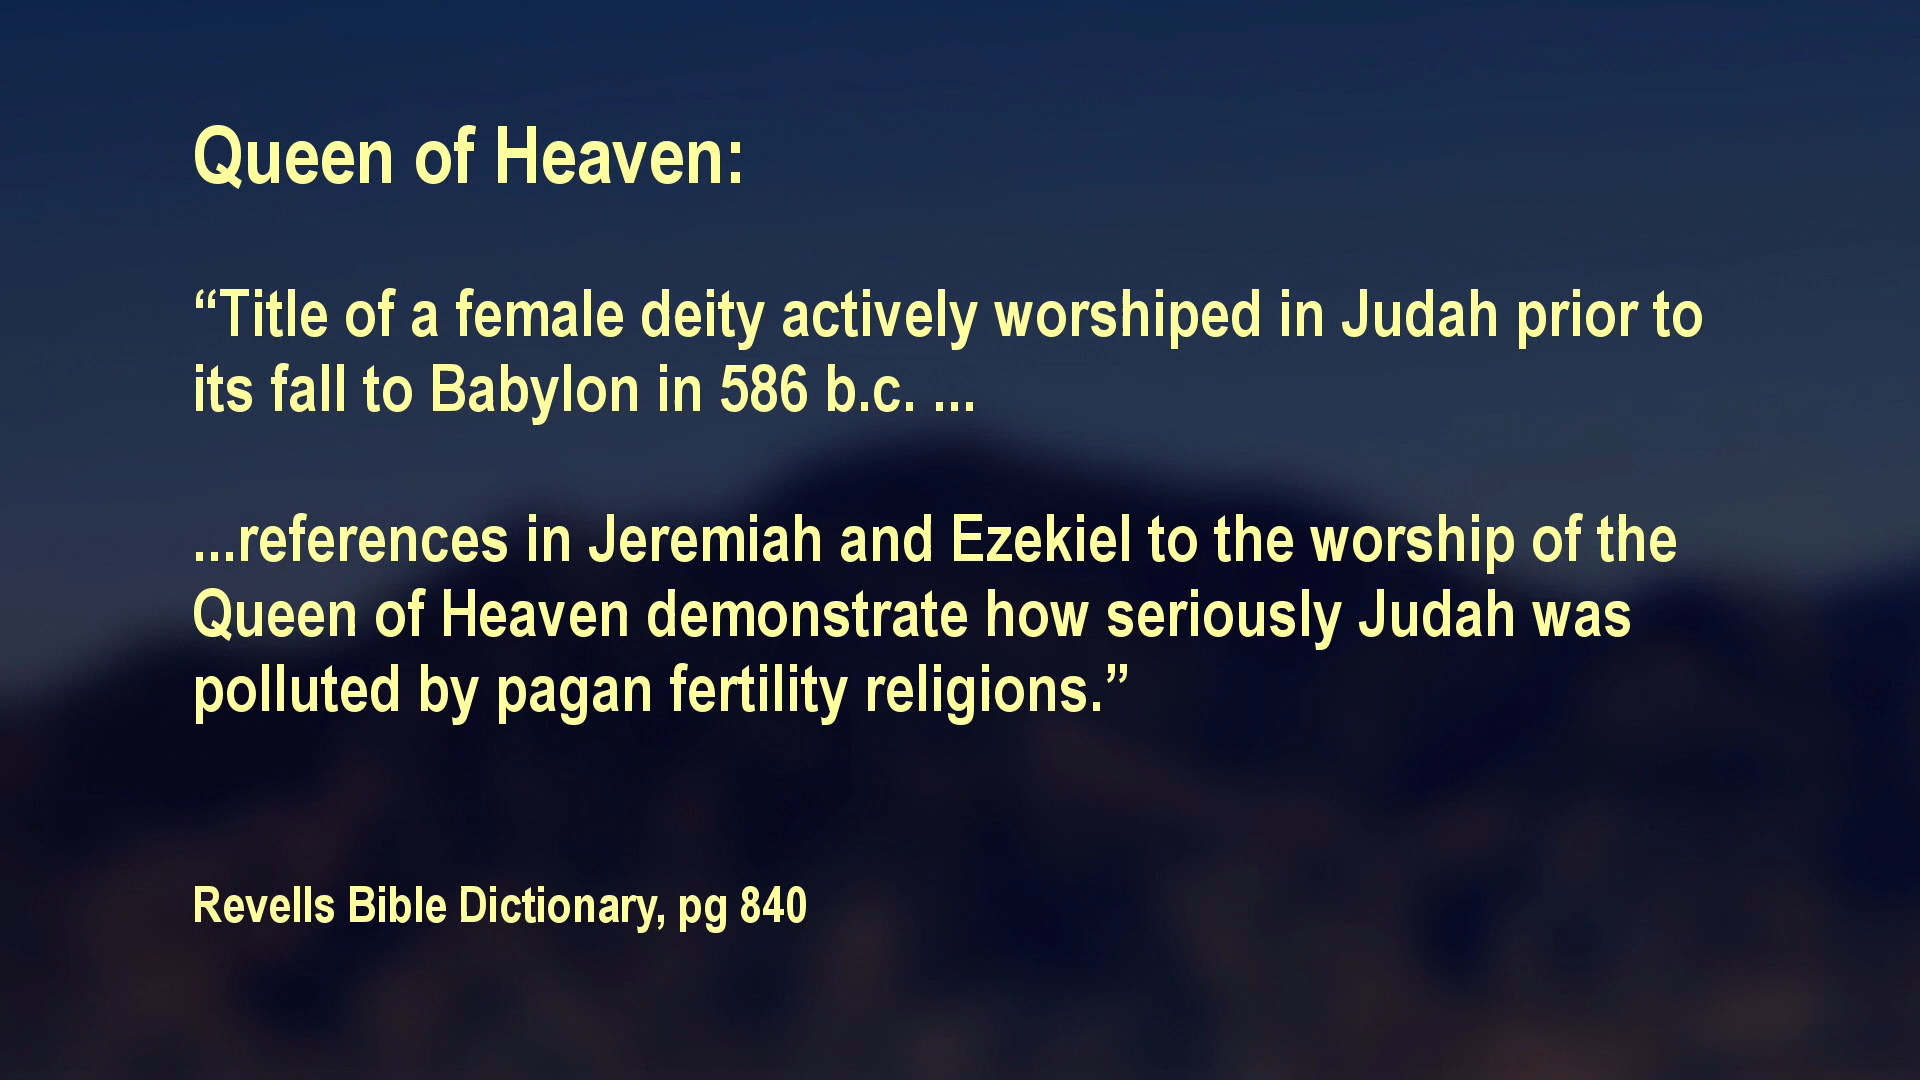 Queen of Heaven:
“Title of a female deity actively worshiped in Judah prior to
its fall to Babylon in 586 b.c. ...
...references in Jeremiah and Ezekiel to the worship of the
Queen of Heaven demonstrate how seriously Judah was
polluted by pagan fertility religions.”
Revells Bible Dictionary, pg 840